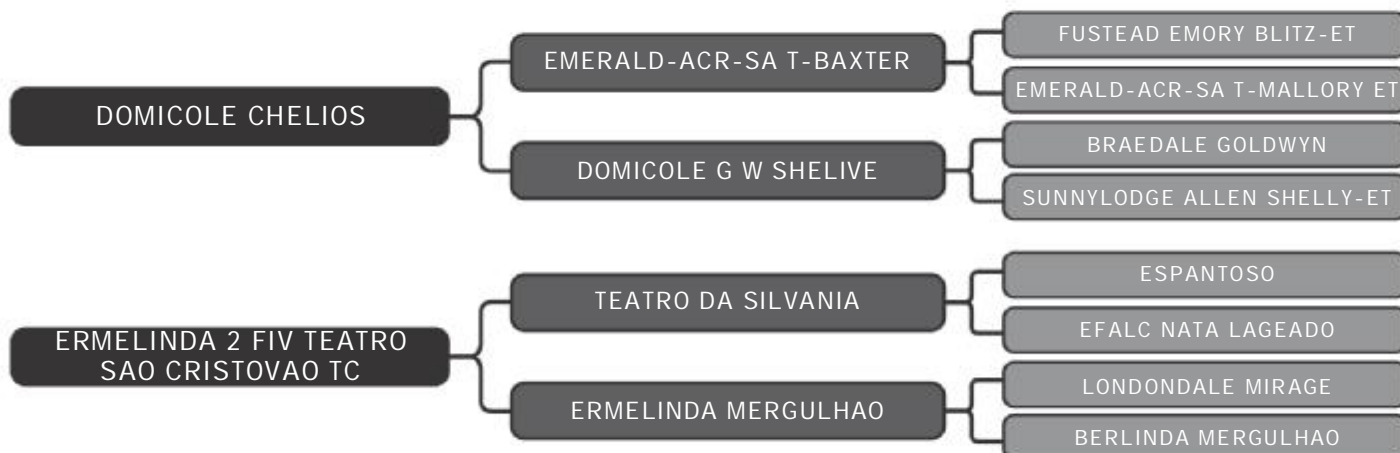 FUSTEAD EMORY BLITZ-ET
EMERALD-ACR-SA T-BAXTER
EMERALD-ACR-SA T-MALLORY ET
DOMICOLE CHELIOS
BRAEDALE GOLDWYN
DOMICOLE G W SHELIVE
SUNNYLODGE ALLEN SHELLY-ET
ESPANTOSO
TEATRO DA SILVANIA
EFALC NATA LAGEADO
ERMELINDA 2 FIV TEATRO
SAO CRISTOVAO TC
LONDONDALE MIRAGE
ERMELINDA MERGULHAO
BERLINDA MERGULHAO